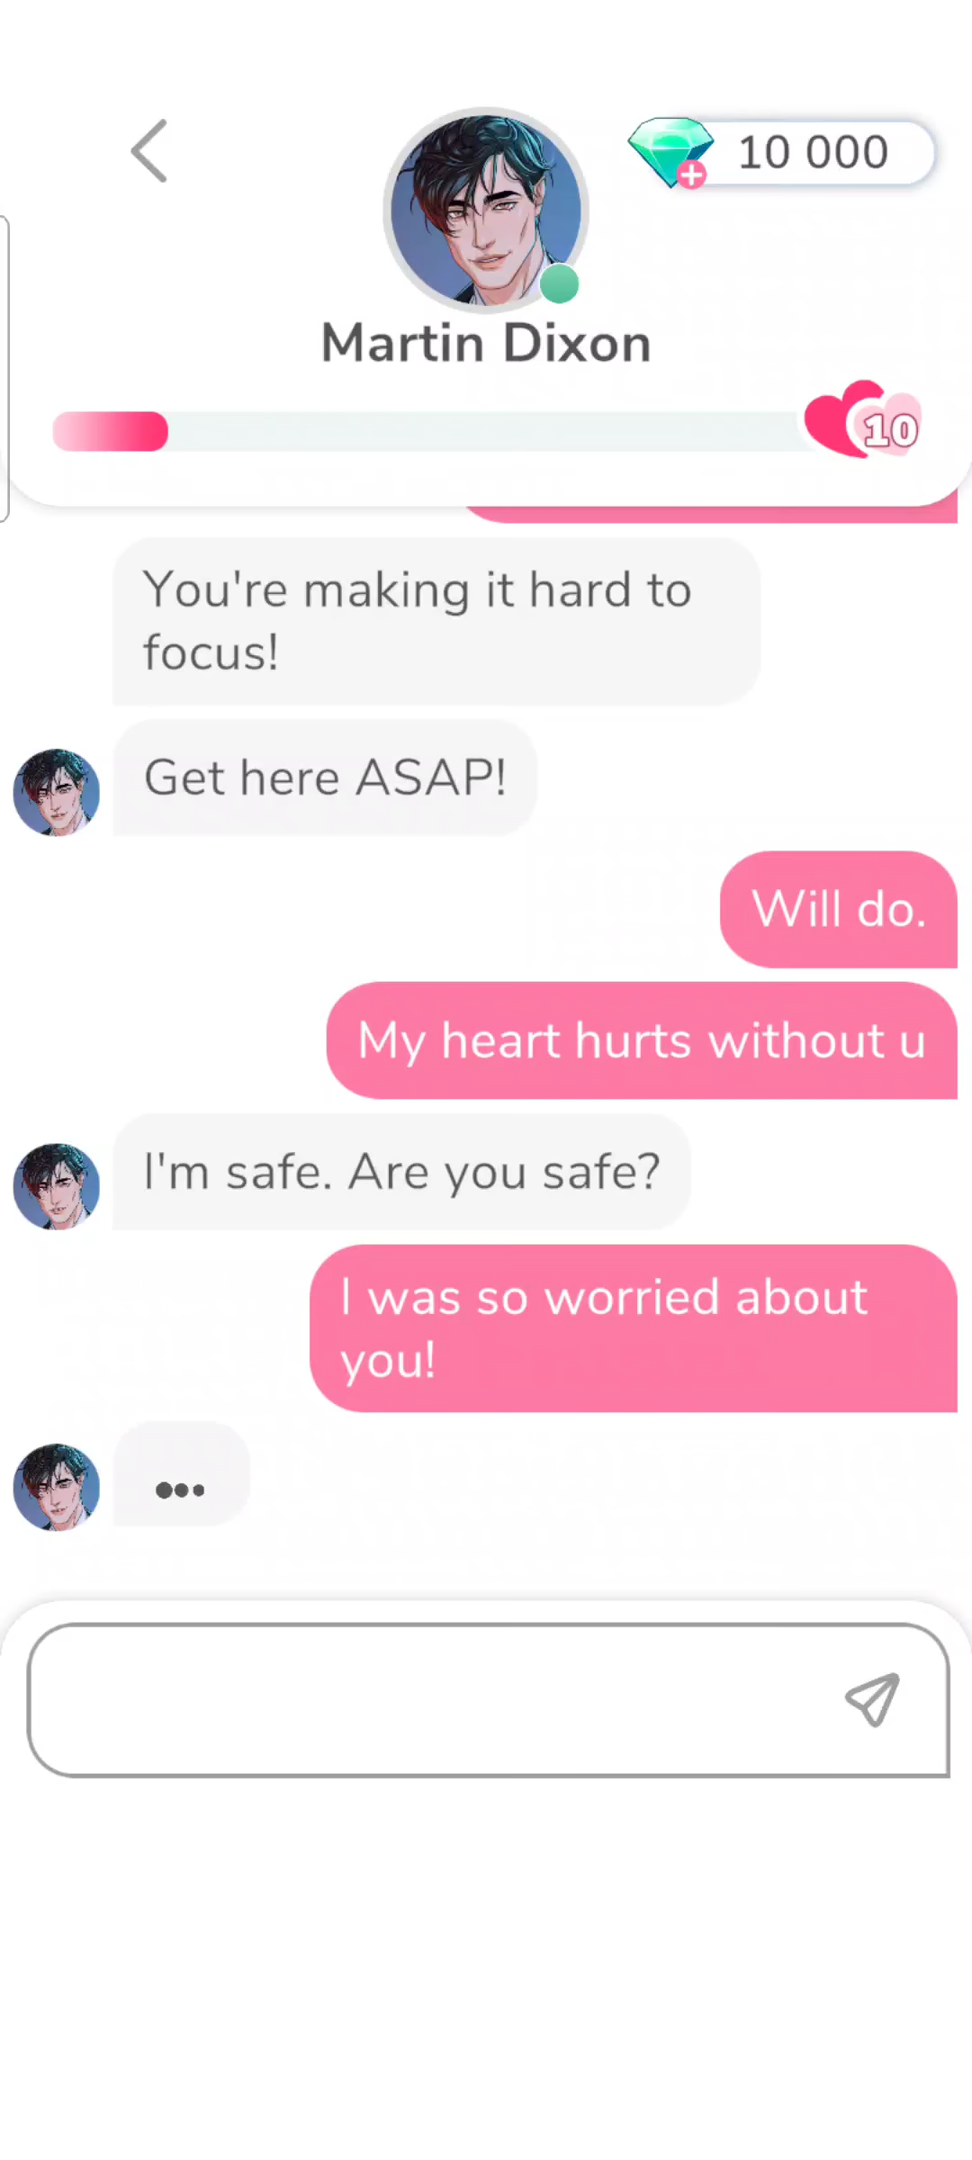 10 000
Martin Dixon
10
You're making it hard to
focus!
Get here ASAP!
Will do.
My heart hurts without u
I'm safe. Are you safe?
I was so worried about
you!